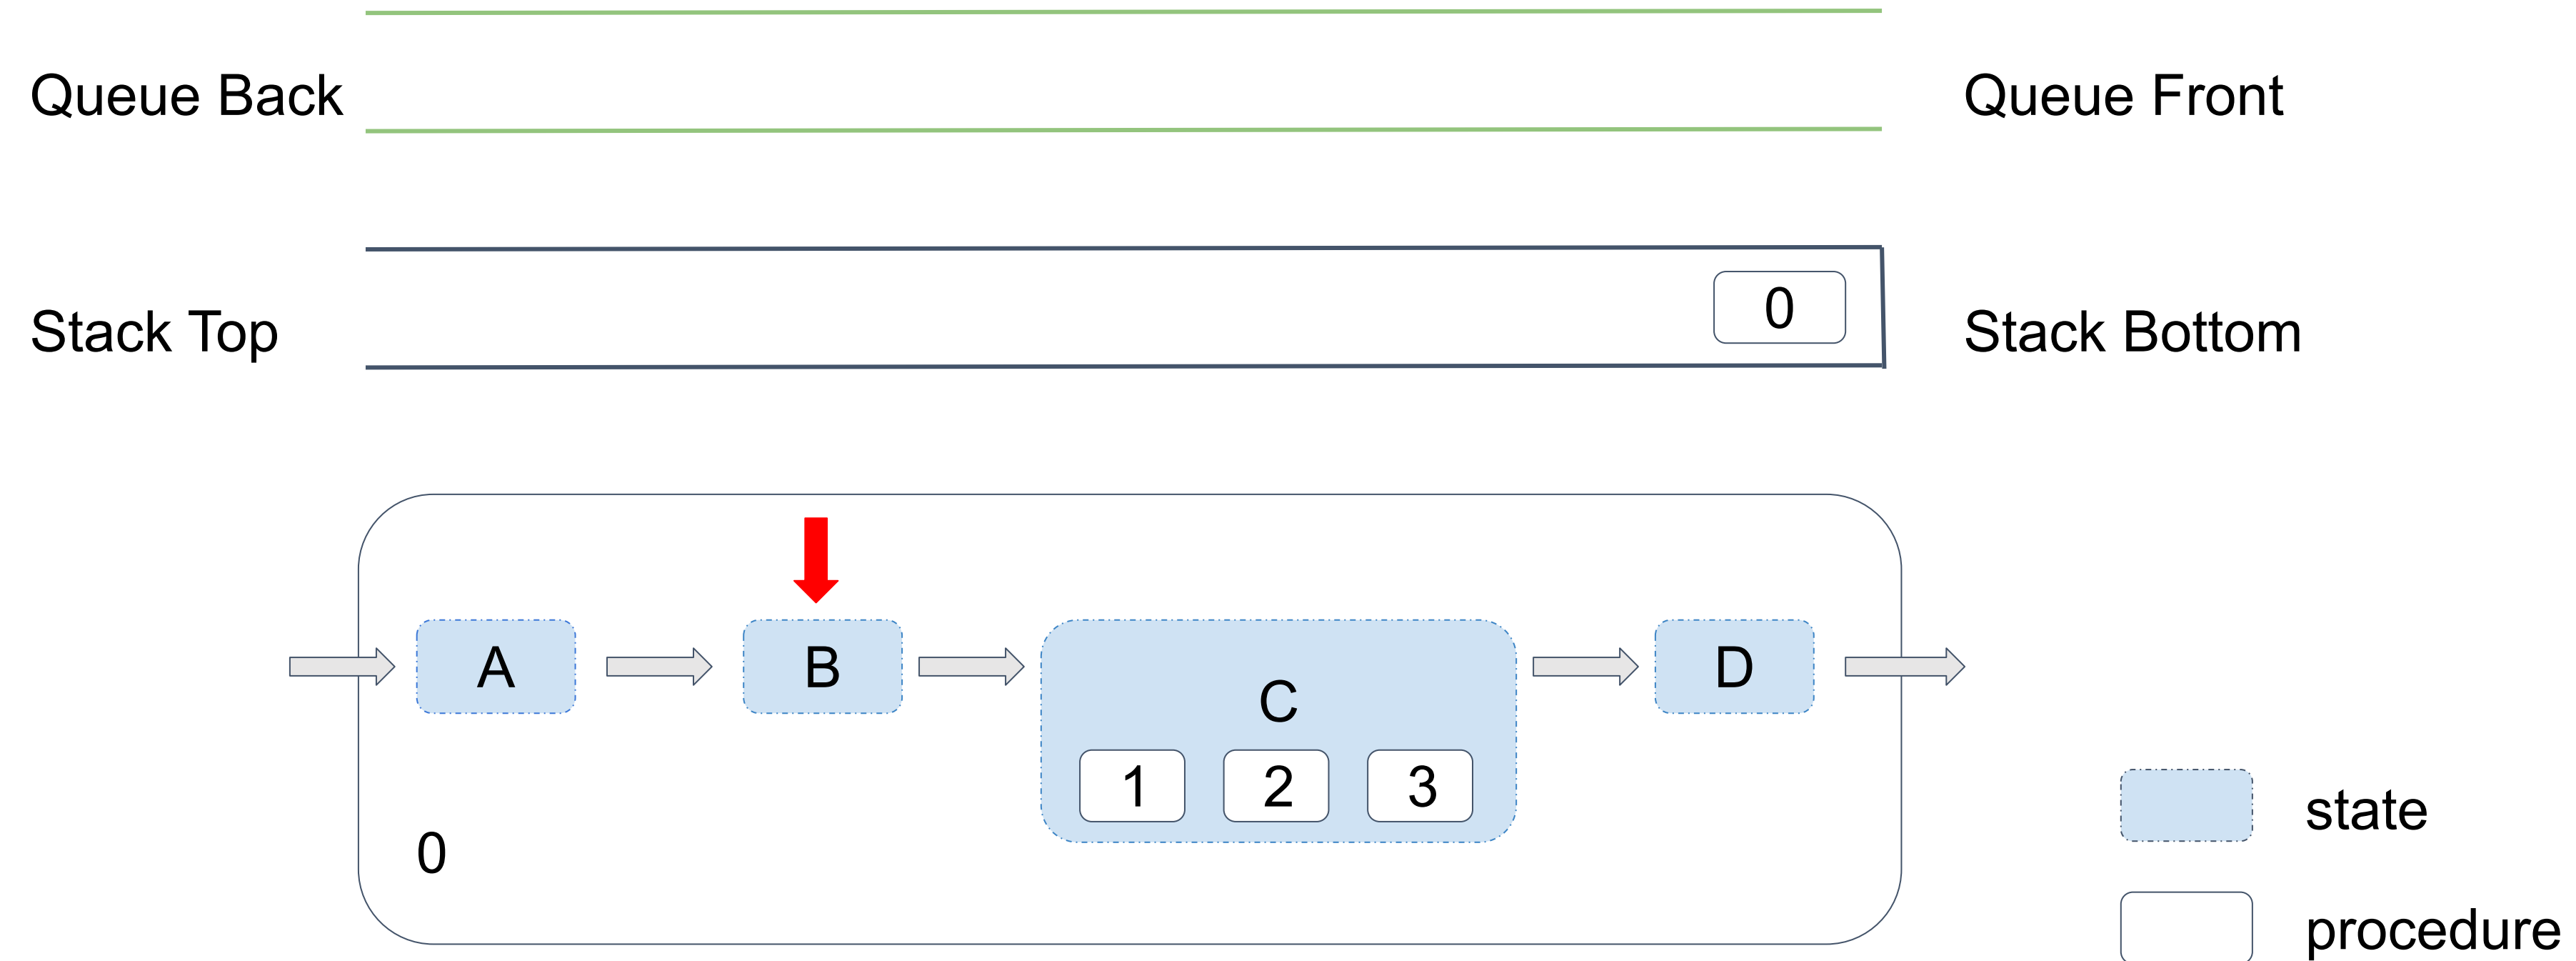 Queue Back
Queue Front
Stack Top
0
Stack Bottom
A
B
C
D
1
2
3
0
state
procedure